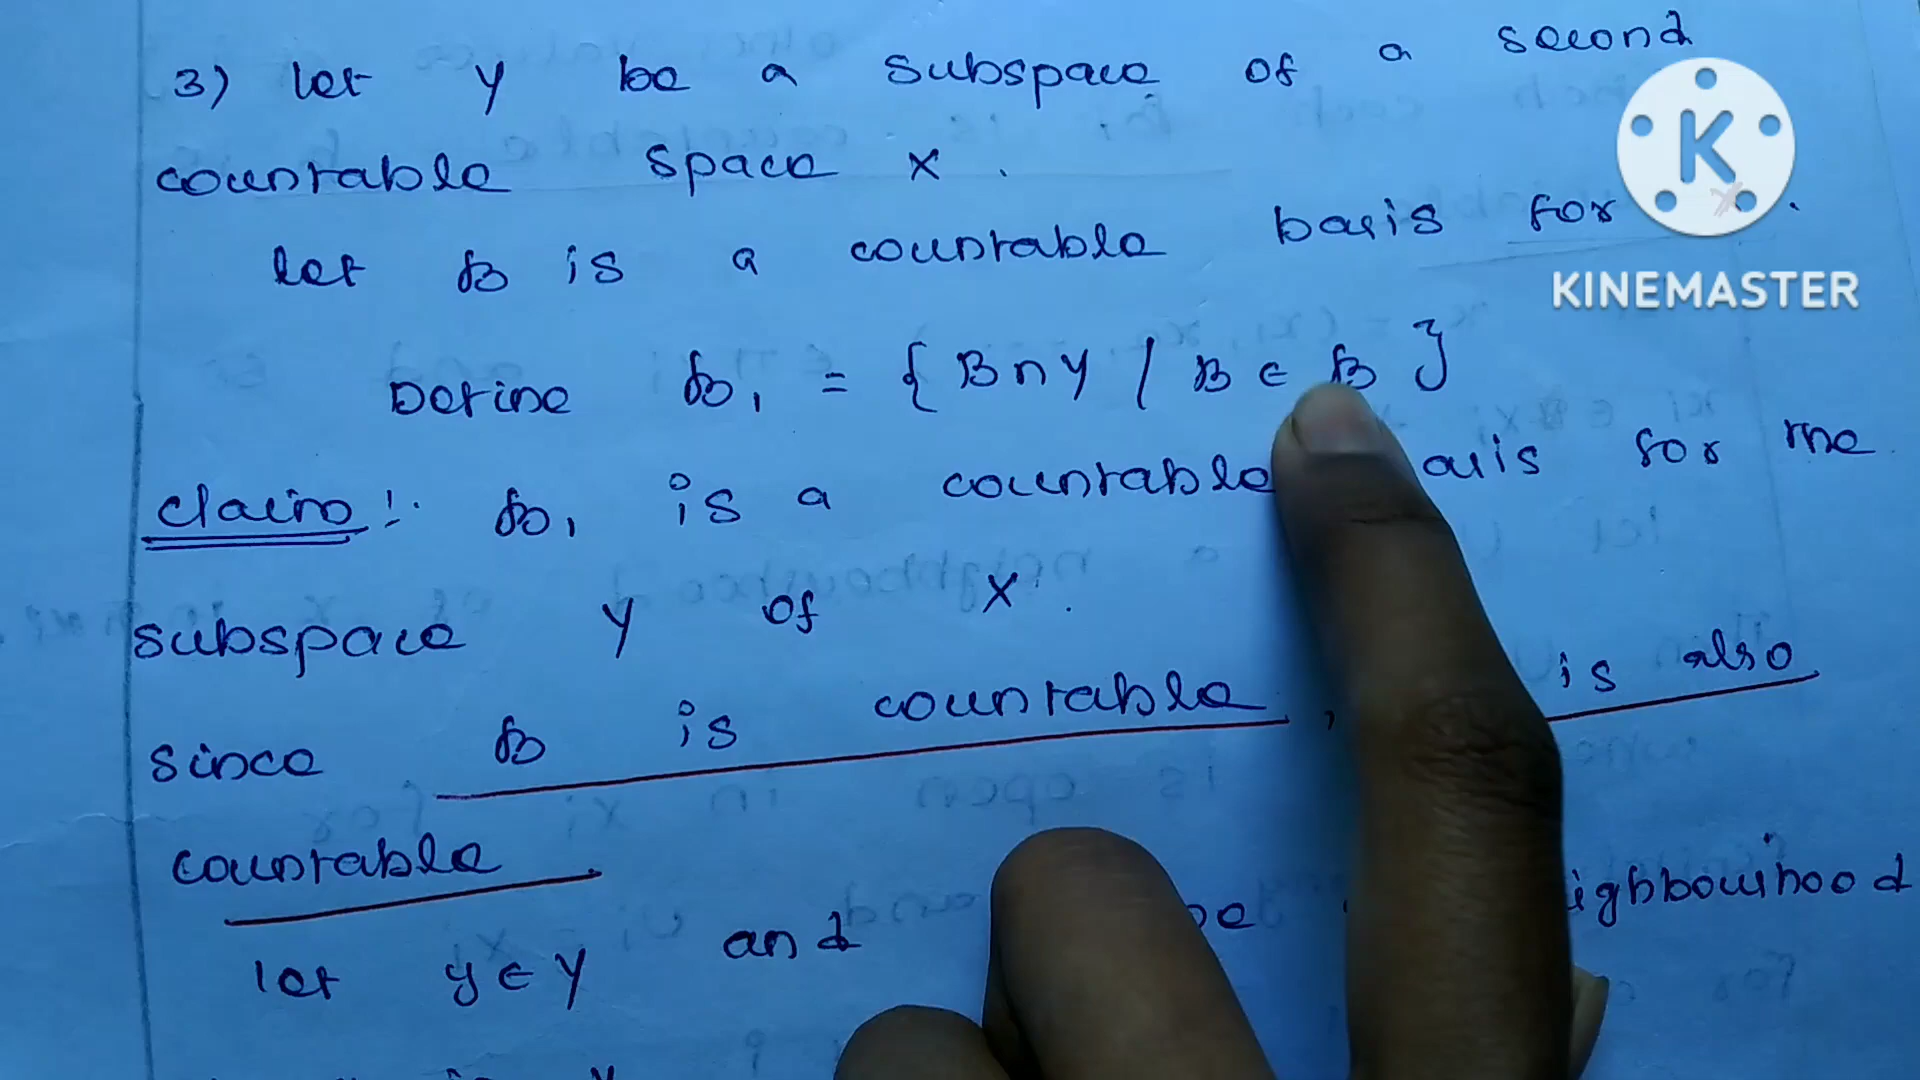 3) let y be a subspace of a second
countable space X.
let B is a countable basis for .
Define B₁ = { B ∩ Y / B ∈ B }
claim:- B₁ is a countable for the
subspace Y of X.
since B is countable, is also
countable
let y ∈ Y and be
K
KINEMASTER